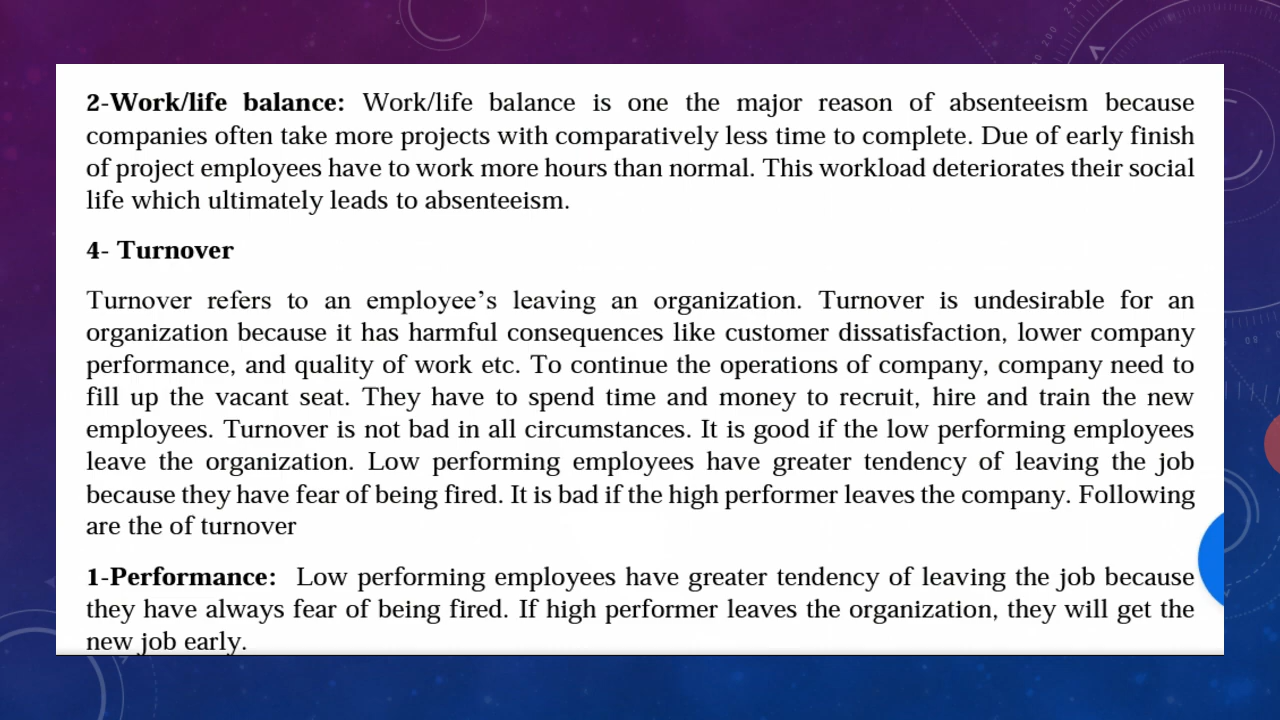 2-Work/life balance: Work/life balance is one the major reason of absenteeism because
companies often take more projects with comparatively less time to complete. Due of early finish
of project employees have to work more hours than normal. This workload deteriorates their social
life which ultimately leads to absenteeism.
4- Turnover
Turnover refers to an employee’s leaving an organization. Turnover is undesirable for an
organization because it has harmful consequences like customer dissatisfaction, lower company
performance, and quality of work etc. To continue the operations of company, company need to
fill up the vacant seat. They have to spend time and money to recruit, hire and train the new
employees. Turnover is not bad in all circumstances. It is good if the low performing employees
leave the organization. Low performing employees have greater tendency of leaving the job
because they have fear of being fired. It is bad if the high performer leaves the company. Following
are the of turnover
1-Performance: Low performing employees have greater tendency of leaving the job because
they have always fear of being fired. If high performer leaves the organization, they will get the
new job early.